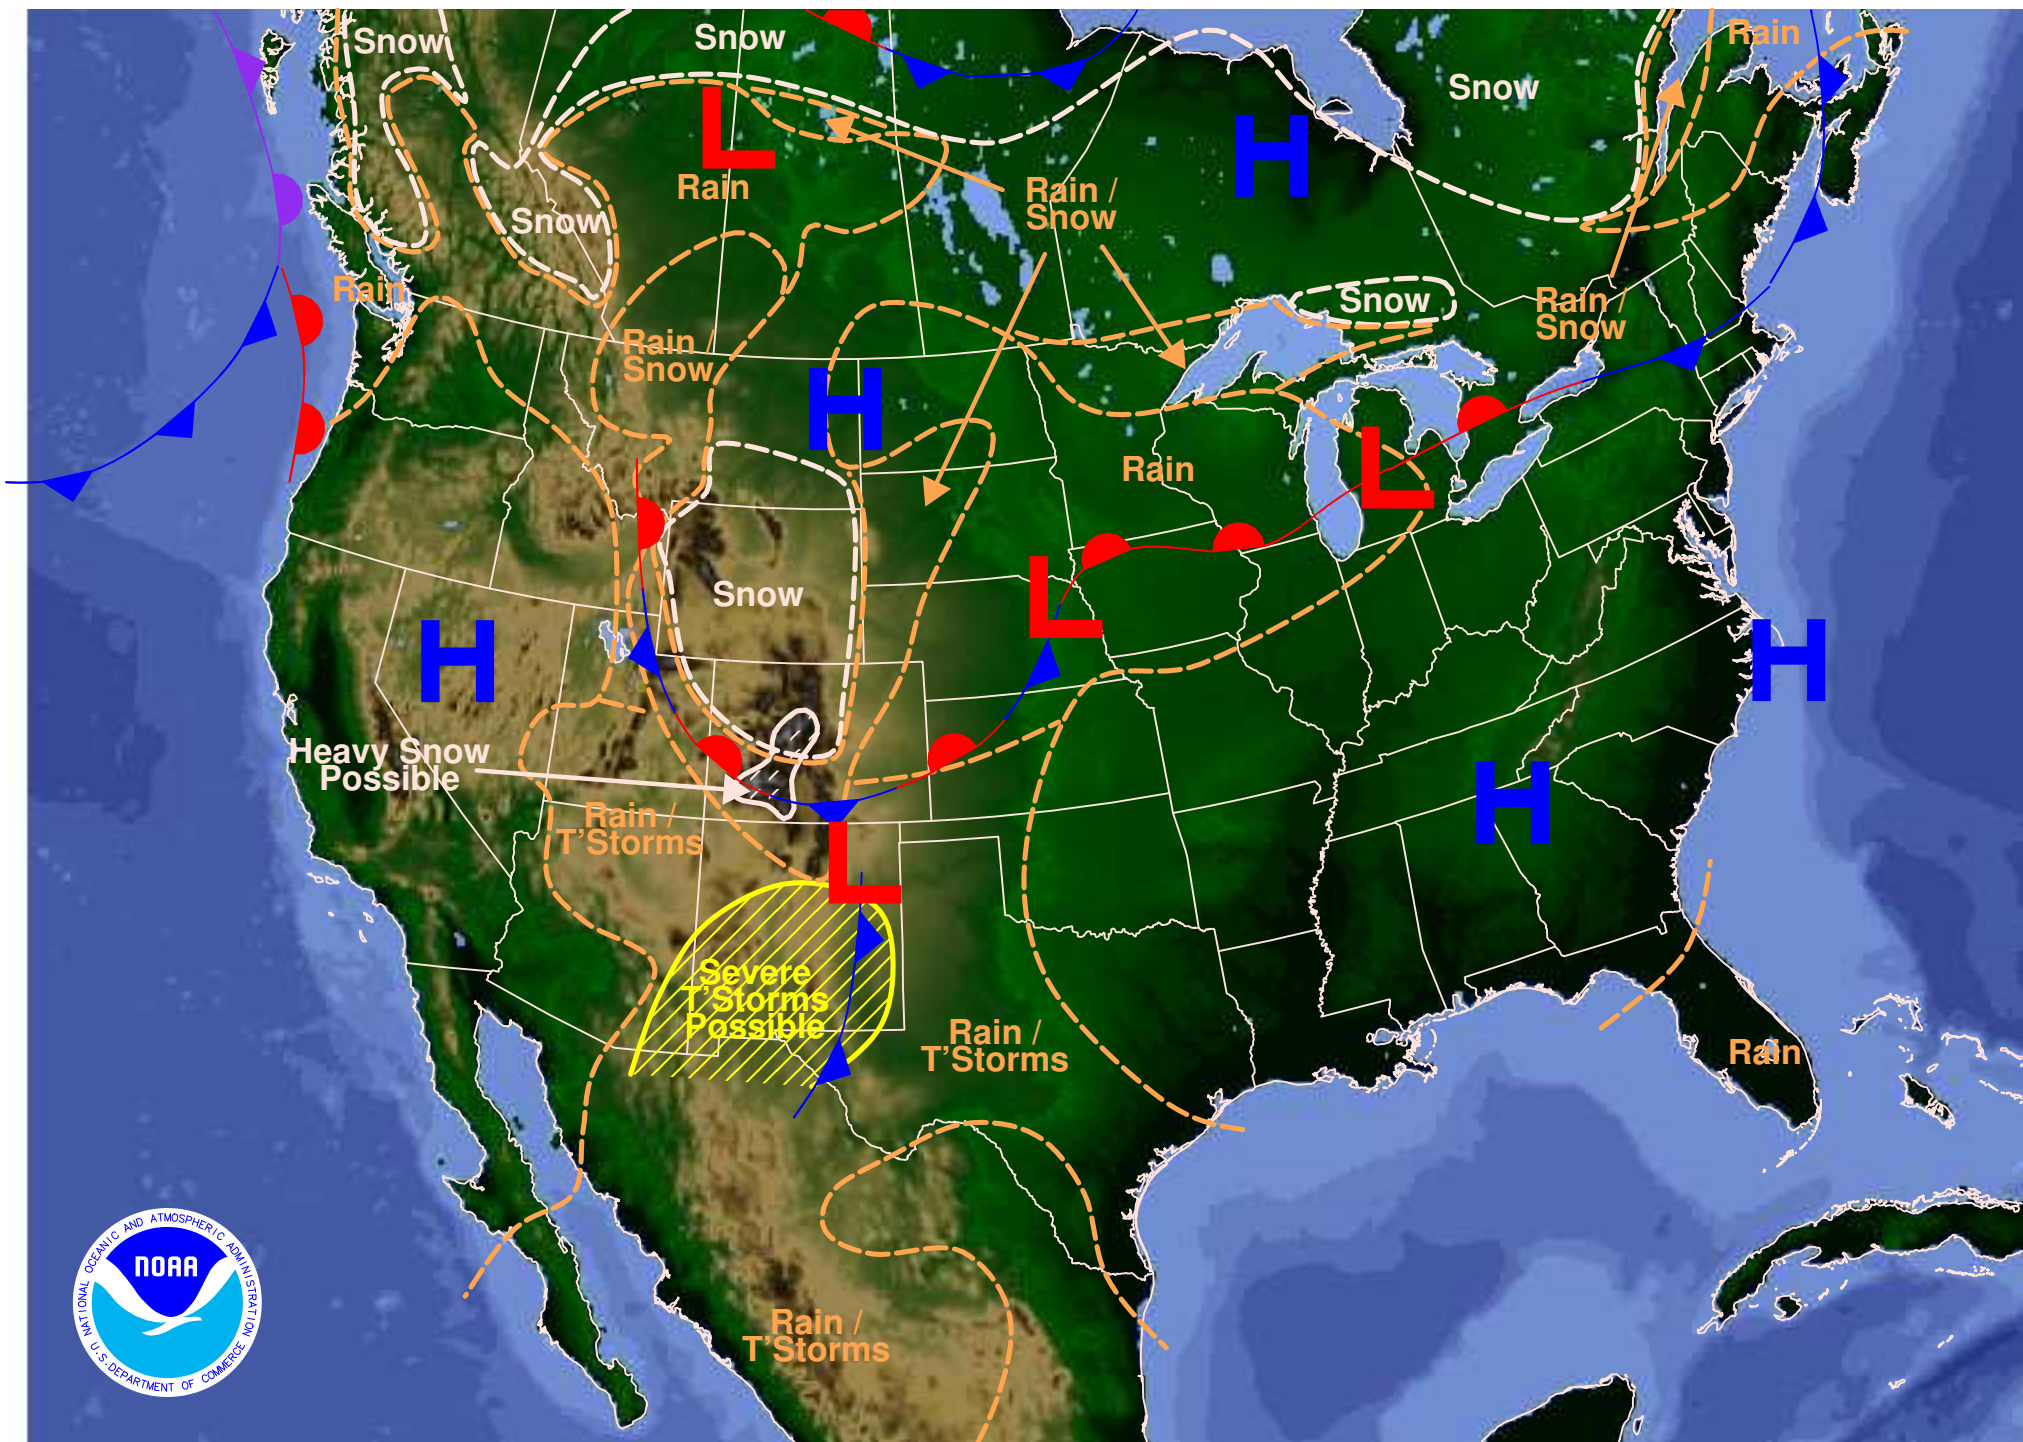 Snow
Snow
Rain
Snow
L
H
Rain
Rain /
Snow
Snow
Rain
Snow
Rain /
Snow
Rain /
Snow
H
L
Rain
Snow
L
H
H
Heavy Snow
Possible
H
Rain /
T'Storms
L
Severe
T'Storms
Possible
Rain /
T'Storms
Rain
NATIONAL OCEANIC AND ATMOSPHERIC ADMINISTRATION
NOAA
U.S. DEPARTMENT OF COMMERCE
Rain /
T'Storms